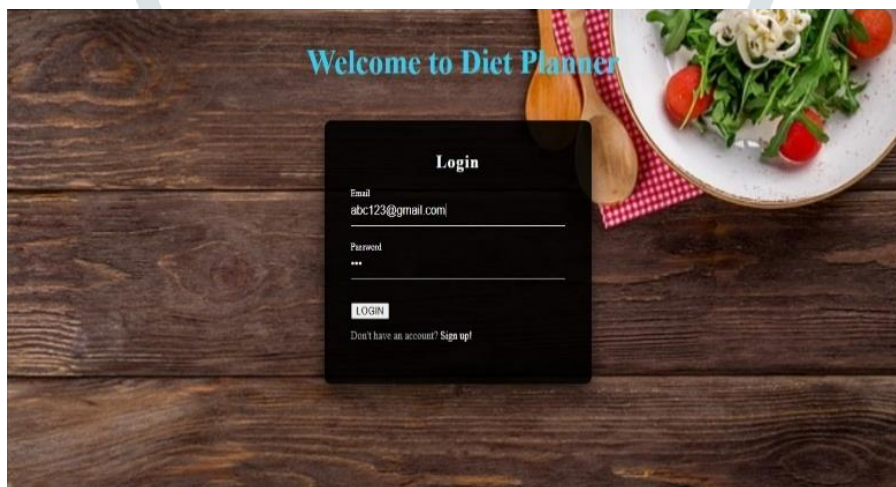 Welcome to Diet Planner
Login
Email
abc123@gmail.com
Password
•••
LOGIN
Don't have an account? Sign up!